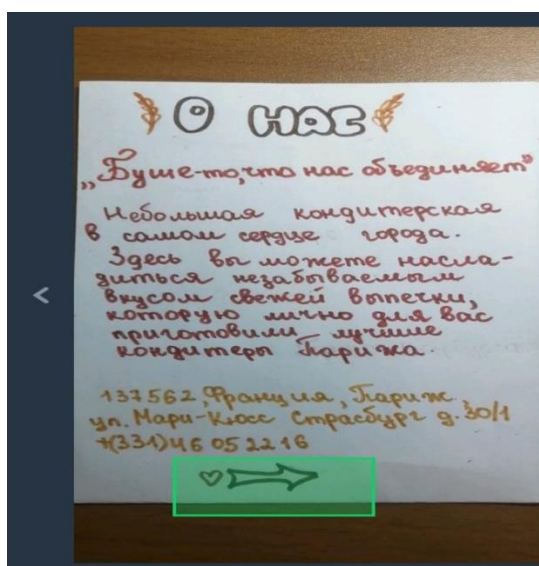 О НАС
„Буше-то,что нас объединяет"
Небольшая кондитерская
в самом сердце города.
Здесь вы можете насла-
диться незабываемым
вкусом свежей выпечки,
которую лично для вас
приготовили лучшие
кондитеры Парижа.
137562, Франция, Париж
ул. Мари-Кюсс Страсбург д. 30/1
+(331)46 05 22 16